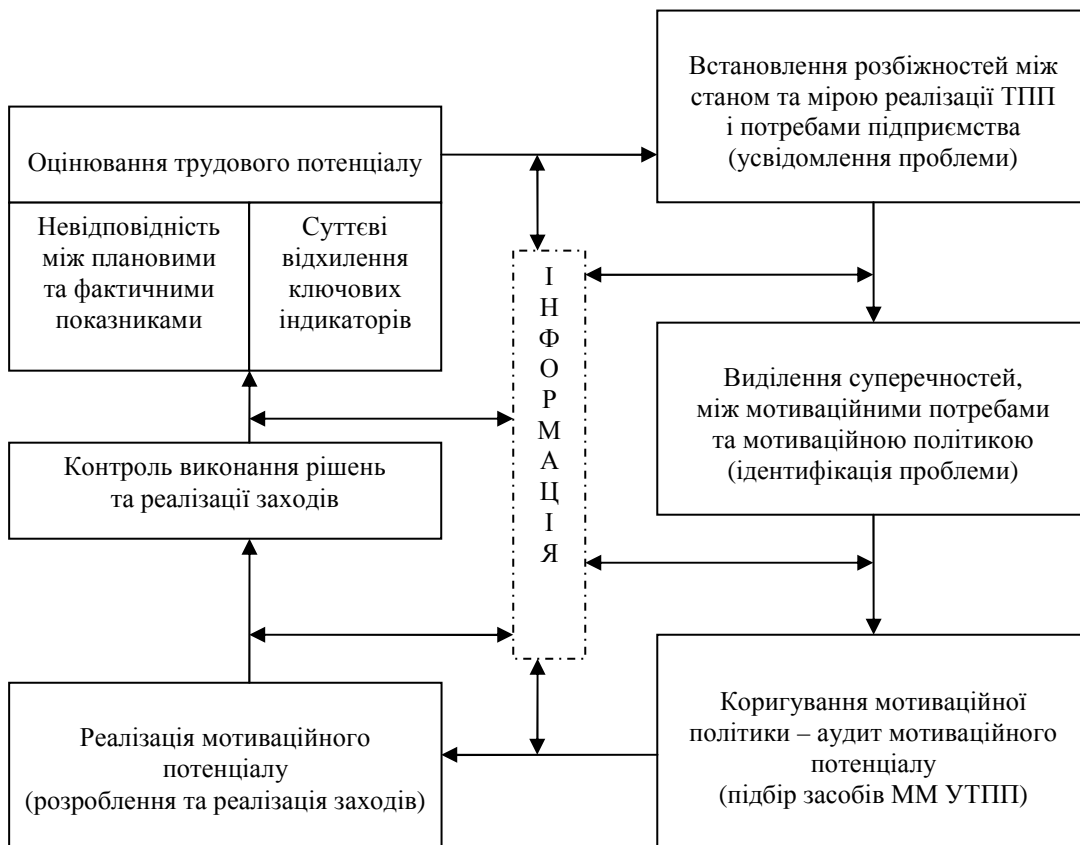 Оцінювання трудового потенціалу
Невідповідність
між плановими
та фактичними
показниками
Суттєві
відхилення
ключових
індикаторів
Встановлення розбіжностей між
станом та мірою реалізації ТПП
і потребами підприємства
(усвідомлення проблеми)
І
Н
Ф
О
Р
М
А
Ц
І
Я
Виділення суперечностей,
між мотиваційними потребами
та мотиваційною політикою
(ідентифікація проблеми)
Контроль виконання рішень
та реалізації заходів
Реалізація мотиваційного
потенціалу
(розроблення та реалізація заходів)
Коригування мотиваційної
політики – аудит мотиваційного
потенціалу
(підбір засобів ММ УТПП)